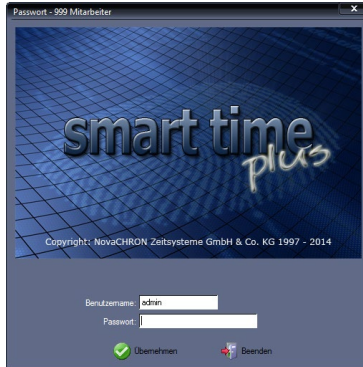 Passwort - 999 Mitarbeiter
x
smart time
plus
Copyright: NovaCHRON Zeitsysteme GmbH & Co. KG 1997 - 2014
Benutzername: admin
Passwort:
Übernehmen Beenden